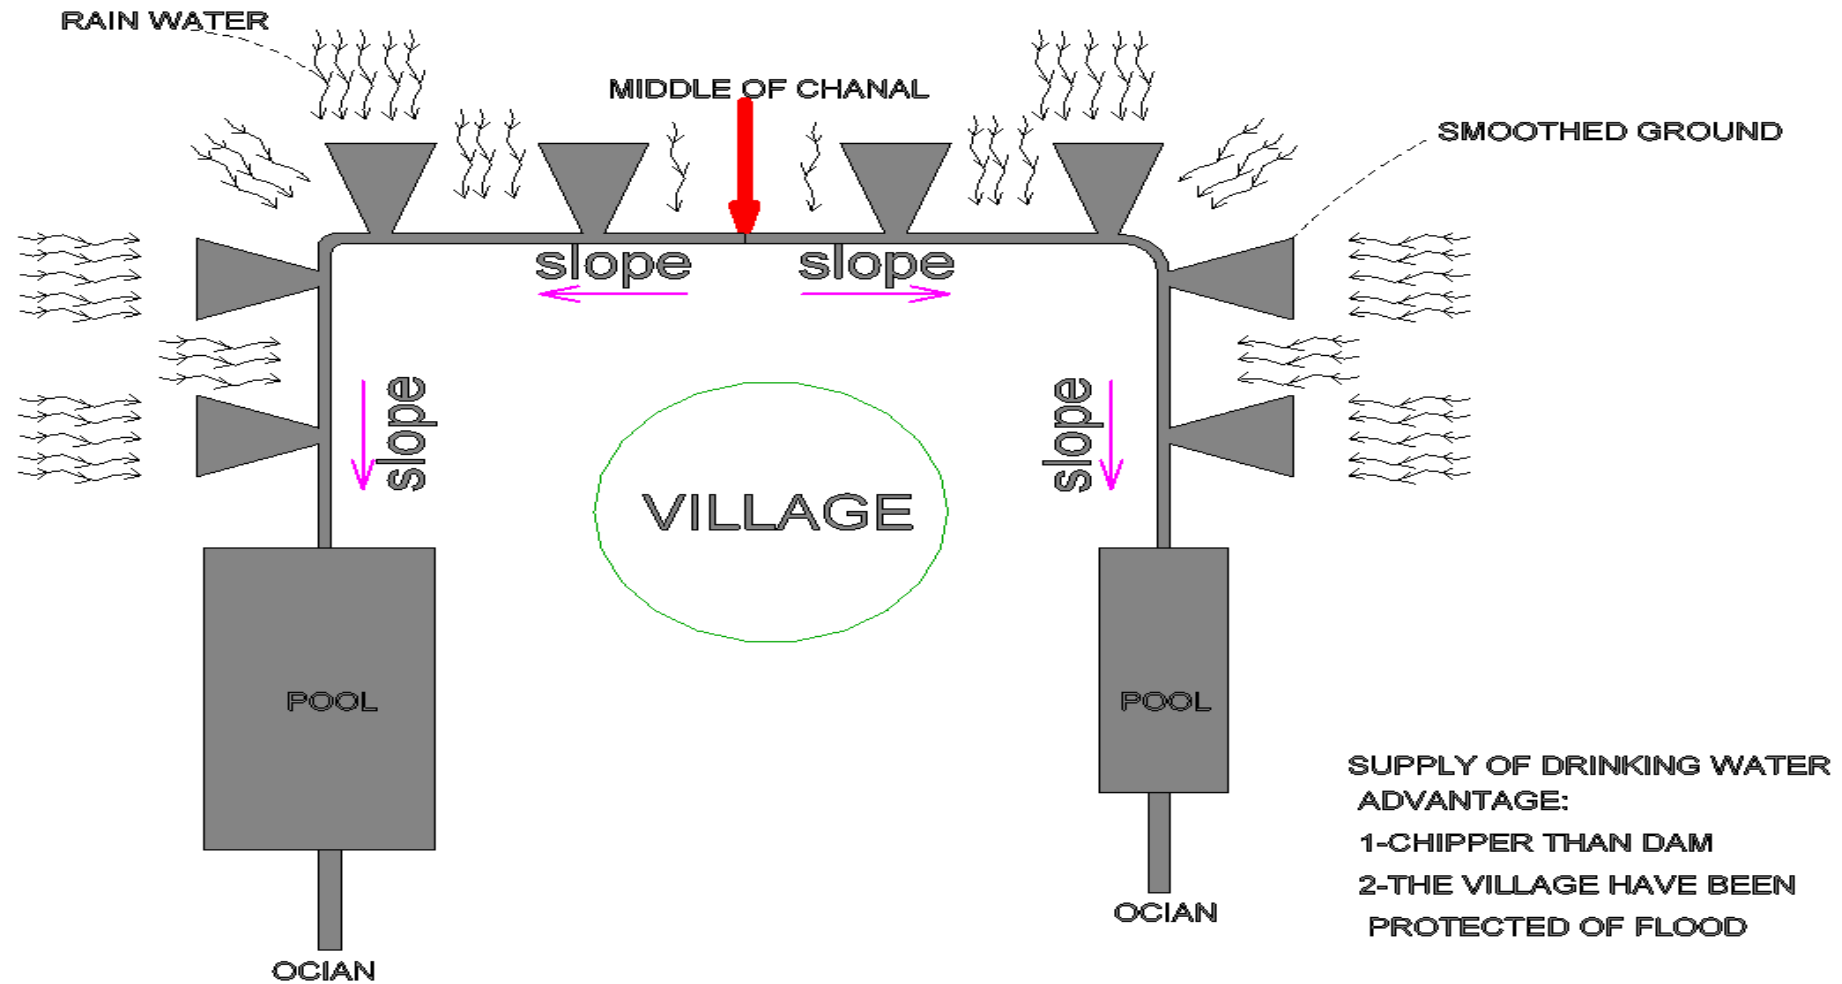 RAIN WATER
MIDDLE OF CHANAL
SMOOTHED GROUND
slope
slope
slope
slope
VILLAGE
POOL
POOL
OCIAN
OCIAN
SUPPLY OF DRINKING WATER
ADVANTAGE:
1-CHIPPER THAN DAM
2-THE VILLAGE HAVE BEEN
PROTECTED OF FLOOD